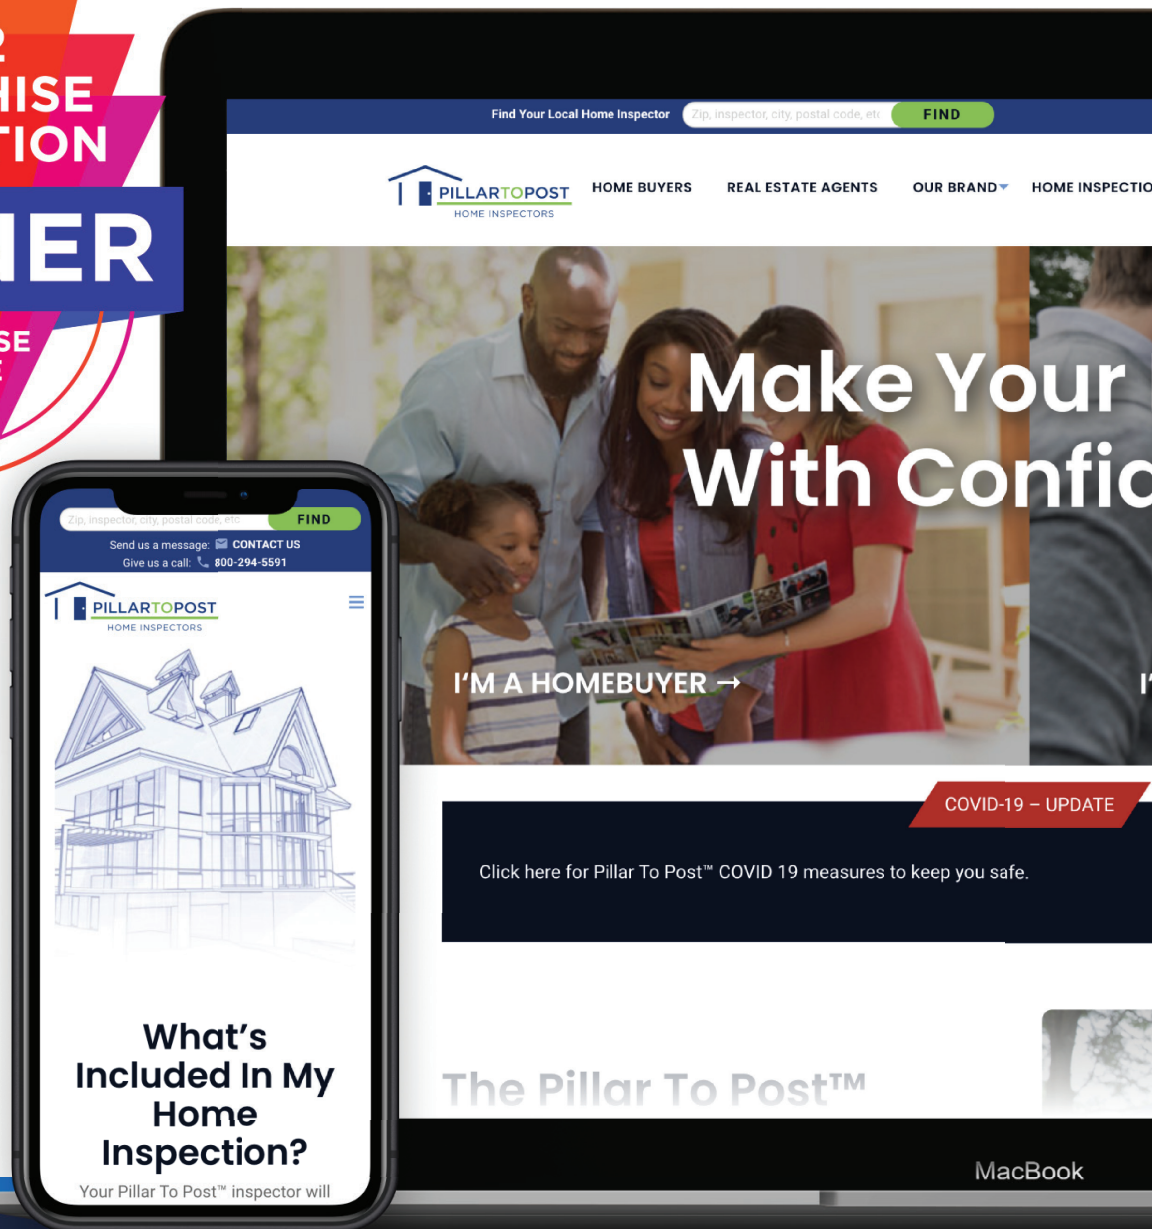 2
HISE
TION
NER
SE
E
Find Your Local Home Inspector
Zip, inspector, city, postal code, etc
FIND
PILLARTOPOST
HOME INSPECTORS
HOME BUYERS
REAL ESTATE AGENTS
OUR BRAND
HOME INSPECTIO
Make Your
With Confid
I'M A HOMEBUYER →
I'
COVID-19 – UPDATE
Click here for Pillar To Post™ COVID 19 measures to keep you safe.
The Pillar To Post™
MacBook
Zip, inspector, city, postal code, etc
FIND
Send us a message: CONTACT US
Give us a call: 800-294-5591
PILLARTOPOST
HOME INSPECTORS
What's
Included In My
Home
Inspection?
Your Pillar To Post™ inspector will